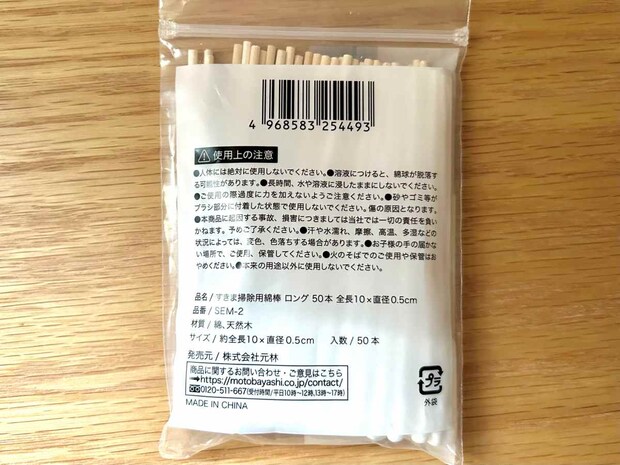 4 968583 254493
⚠ 使用上の注意
●人体には絶対に使用しないでください。●溶液につけると、綿球が脱落す
る可能性があります。●長時間、水や溶液に浸したままにしないでください。
●ご使用の際過度に力を加えないようご注意ください。●砂やゴミ等が
ブラシ部分に付着した状態で使用しないでください。傷の原因となります。
●本商品に起因する事故、損害につきましては当社では一切の責任を負い
かねます。予めご了承ください。●汗や水濡れ、摩擦、高温、多湿などの
状況によっては、変色、色落ちする場合があります。●お子様の手の届かな
い場所で、ご使用、保管してください。●火のそばでのご使用や保管はお
やめください。●本来の用途以外に使用しないでください。
品名/すきま掃除用綿棒 ロング 50本 全長10×直径0.5cm
品番/SEM-2
材質/綿、天然木
サイズ/約全長10×直径0.5cm 入数/50本
発売元/株式会社元林
商品に関するお問い合わせ・ご意見はこちら
→https://motobayashi.co.jp/contact/
0120-511-667(受付時間/平日10時〜12時、13時〜17時)
MADE IN CHINA
プラ
外袋